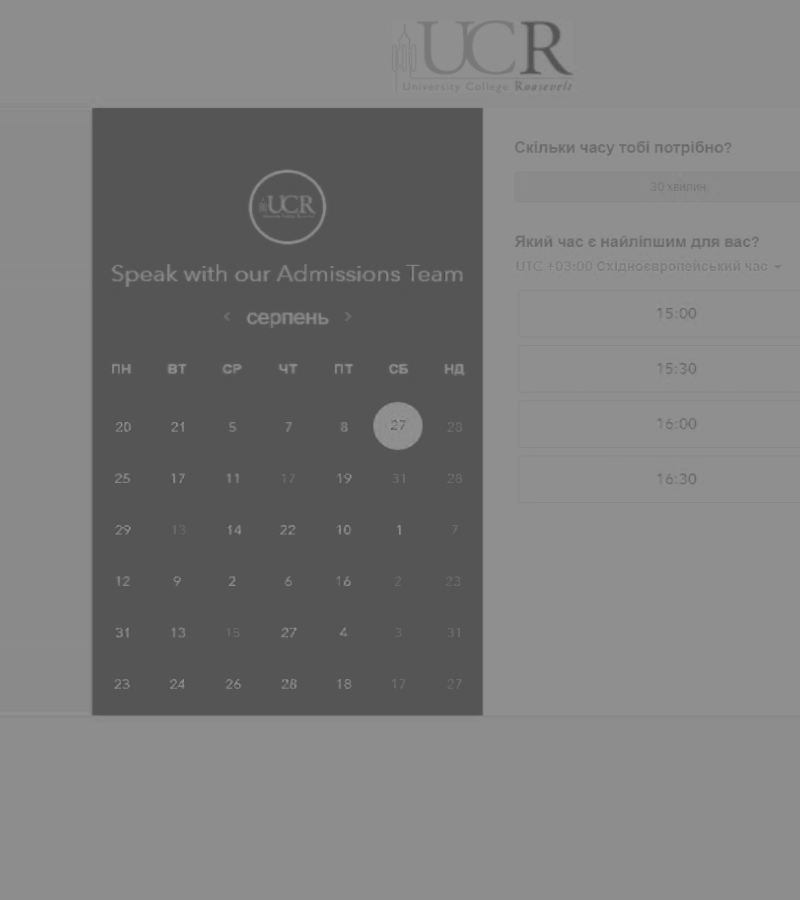 UCR
University College Roosevelt
UCR
Speak with our Admissions Team
‹ серпень ›
ПН ВТ СР ЧТ ПТ СБ НД
20 21 5 7 8 27 28
25 17 11 17 19 31 28
29 13 14 22 10 1 7
12 9 2 6 16 2 23
31 13 15 27 4 3 31
23 24 26 28 18 17 27
Скільки часу тобі потрібно?
30 хвилин
Який час є найліпшим для вас?
UTC +03:00 Східноєвропейський час
15:00
15:30
16:00
16:30